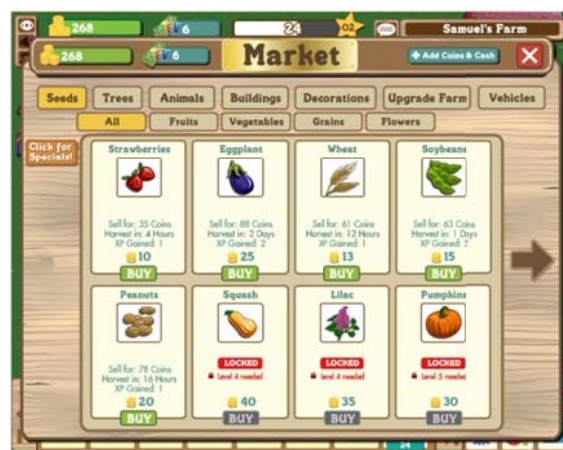 268
6
24
02
Samuel's Farm
268
6
Market
+ Add Coins & Cash
Seeds
Trees
Animals
Buildings
Decorations
Upgrade Farm
Vehicles
All
Fruits
Vegetables
Grains
Flowers
Click for
Specials!
Strawberries
Sell for: 35 Coins
Harvest in: 4 Hours
XP Gained: 1
10
BUY
Eggplant
Sell for: 88 Coins
Harvest in: 2 Days
XP Gained: 2
25
BUY
Wheat
Sell for: 61 Coins
Harvest in: 12 Hours
XP Gained: 1
13
BUY
Soybeans
Sell for: 63 Coins
Harvest in: 1 Days
XP Gained: 2
15
BUY
Peanuts
Sell for: 78 Coins
Harvest in: 16 Hours
XP Gained: 1
20
BUY
Squash
LOCKED
Level 4 needed
40
BUY
Lilac
LOCKED
Level 4 needed
35
BUY
Pumpkins
LOCKED
Level 5 needed
30
BUY
24